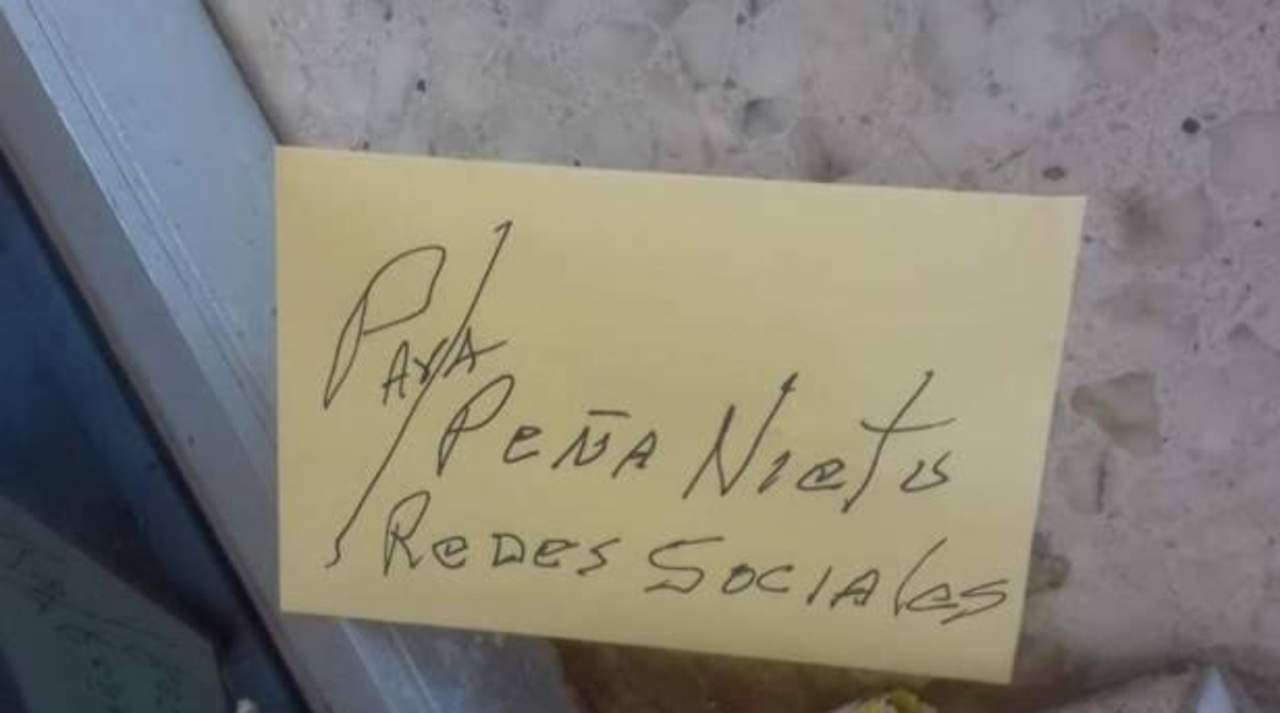 Para
Peña Nieto
Redes Sociales